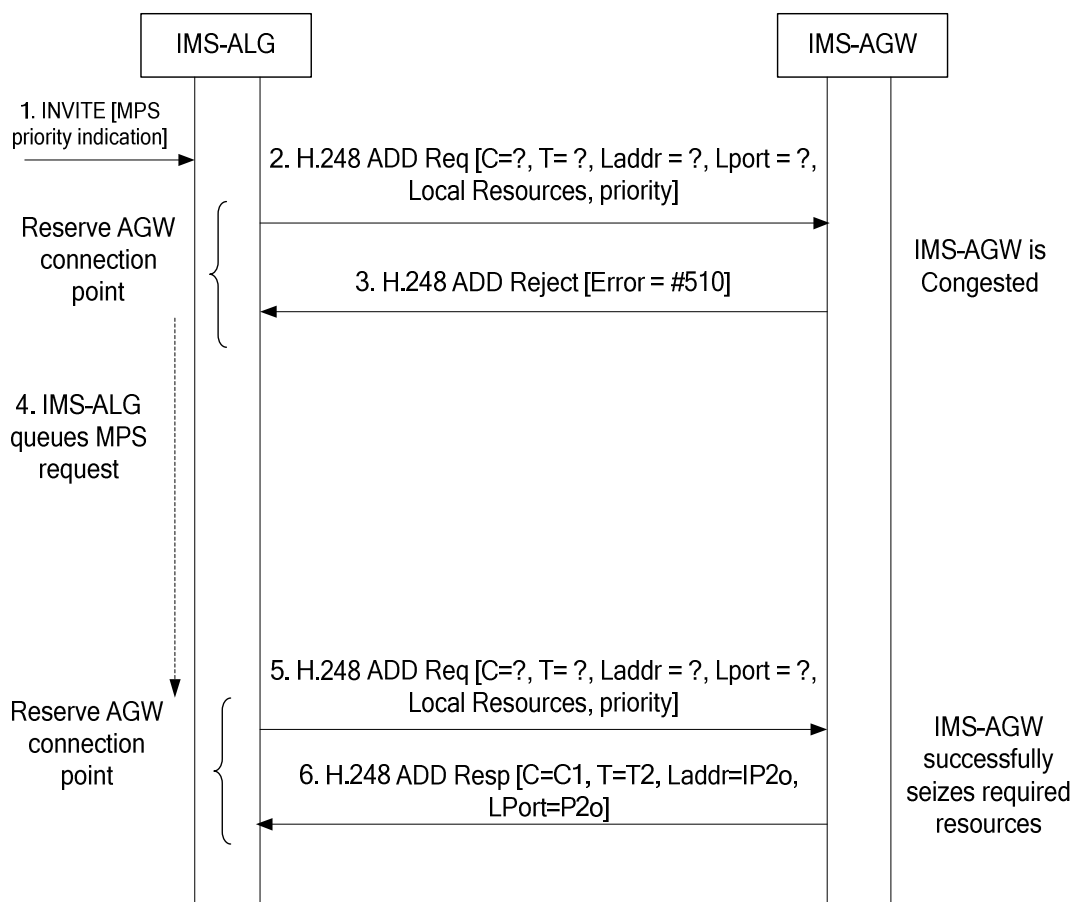 IMS-ALG
IMS-AGW
1. INVITE [MPS
priority indication]
2. H.248 ADD Req [C=?, T= ?, Laddr = ?, Lport = ?,
Local Resources, priority]
Reserve AGW
connection
point
IMS-AGW is
Congested
3. H.248 ADD Reject [Error = #510]
4. IMS-ALG
queues MPS
request
5. H.248 ADD Req [C=?, T= ?, Laddr = ?, Lport = ?,
Local Resources, priority]
Reserve AGW
connection
point
IMS-AGW
successfully
seizes required
resources
6. H.248 ADD Resp [C=C1, T=T2, Laddr=IP2o,
LPort=P2o]